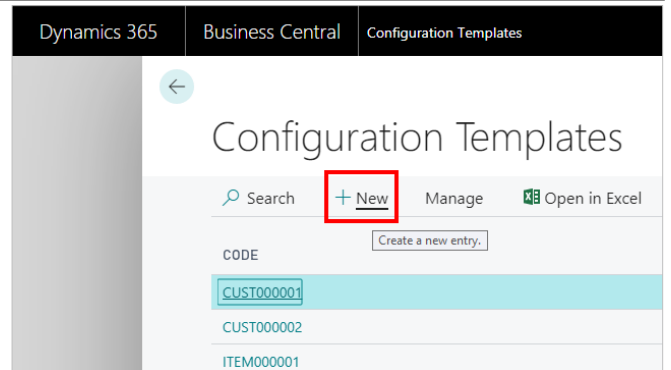 Dynamics 365 Business Central Configuration Templates
Configuration Templates
Search + New Manage Open in Excel
Create a new entry.
CODE
CUST000001
CUST000002
ITEM000001